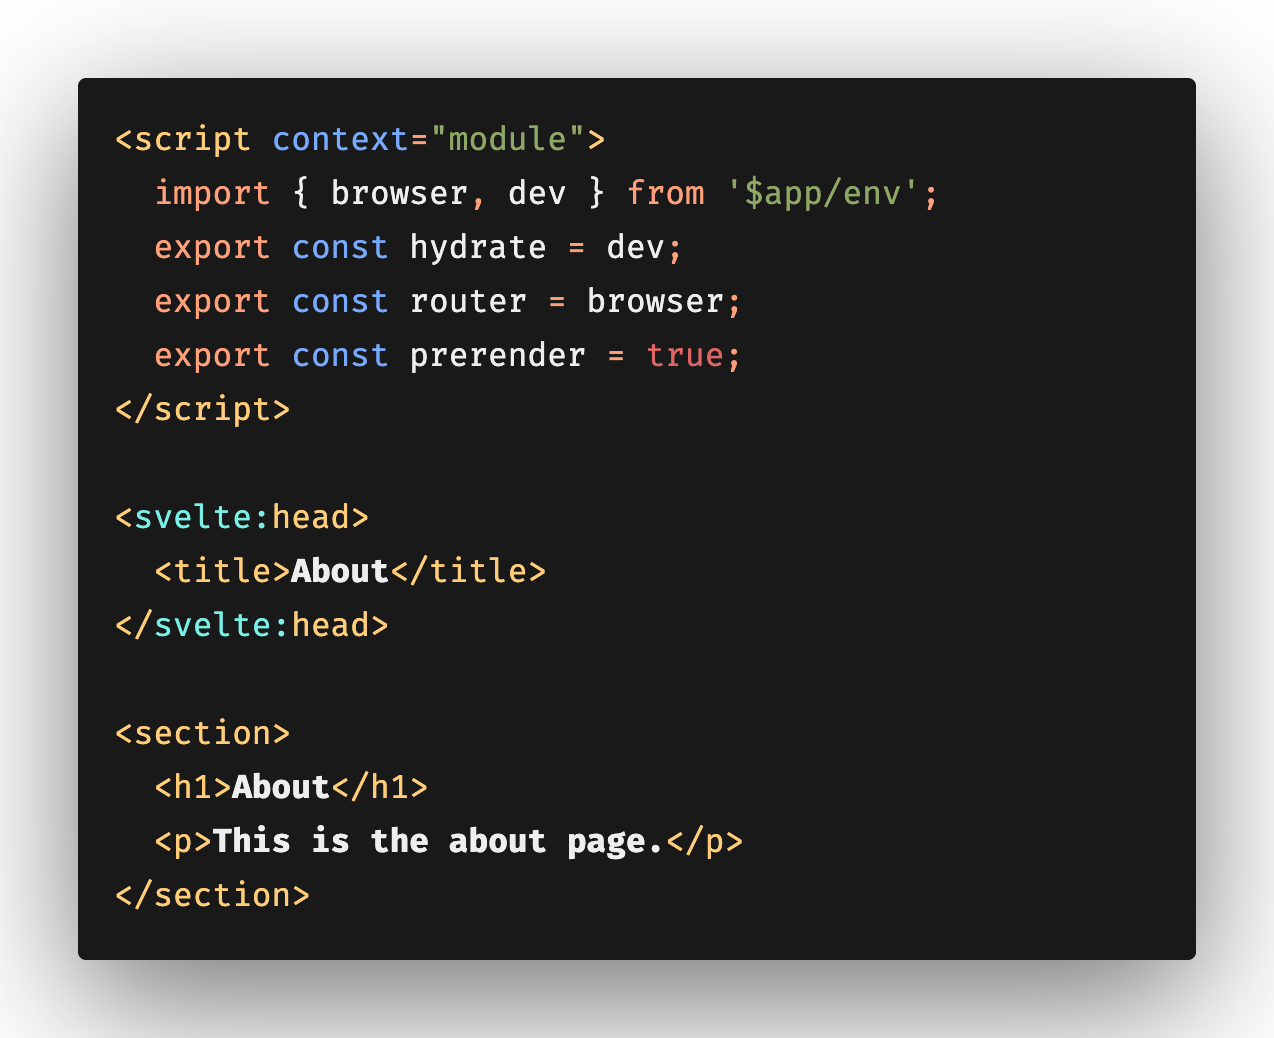 <script context="module">
  import { browser, dev } from '$app/env';
  export const hydrate = dev;
  export const router = browser;
  export const prerender = true;
</script>

<svelte:head>
  <title>About</title>
</svelte:head>

<section>
  <h1>About</h1>
  <p>This is the about page.</p>
</section>